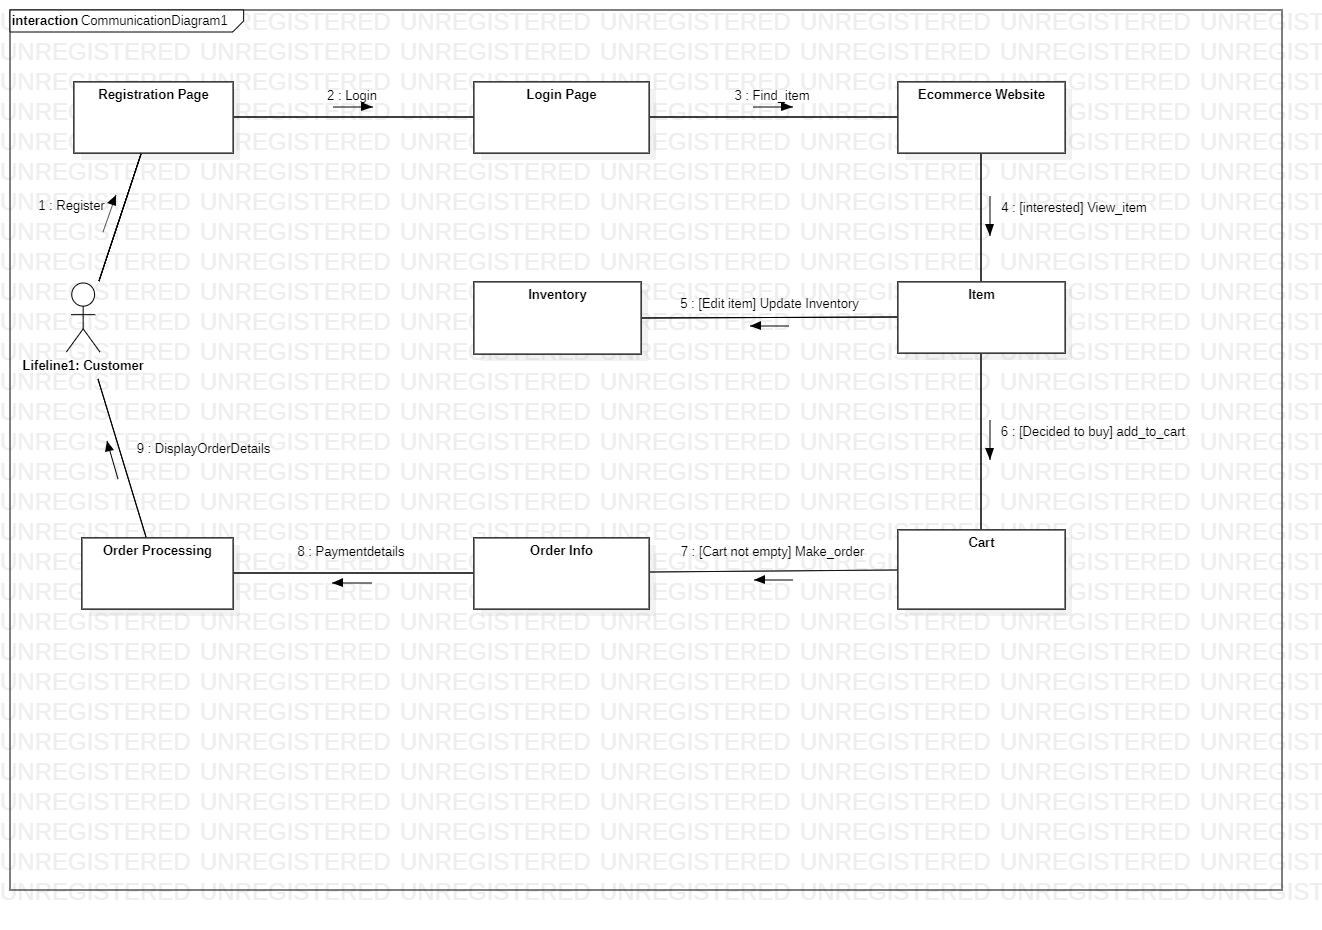 interaction CommunicationDiagram1
Registration Page
2 : Login
Login Page
3 : Find_item
Ecommerce Website
1 : Register
4 : [interested] View_item
Inventory
5 : [Edit item] Update Inventory
Item
Lifeline1: Customer
6 : [Decided to buy] add_to_cart
9 : DisplayOrderDetails
Order Processing
8 : Paymentdetails
Order Info
7 : [Cart not empty] Make_order
Cart
UNREGISTERED